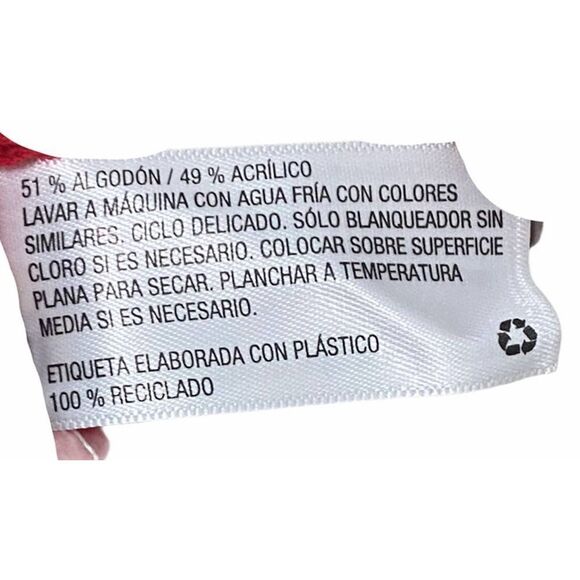 51 % ALGODÓN / 49 % ACRÍLICO
LAVAR A MÁQUINA CON AGUA FRÍA CON COLORES
SIMILARES. CICLO DELICADO. SÓLO BLANQUEADOR SIN
CLORO SI ES NECESARIO. COLOCAR SOBRE SUPERFICIE
PLANA PARA SECAR. PLANCHAR A TEMPERATURA
MEDIA SI ES NECESARIO.
ETIQUETA ELABORADA CON PLÁSTICO
100 % RECICLADO